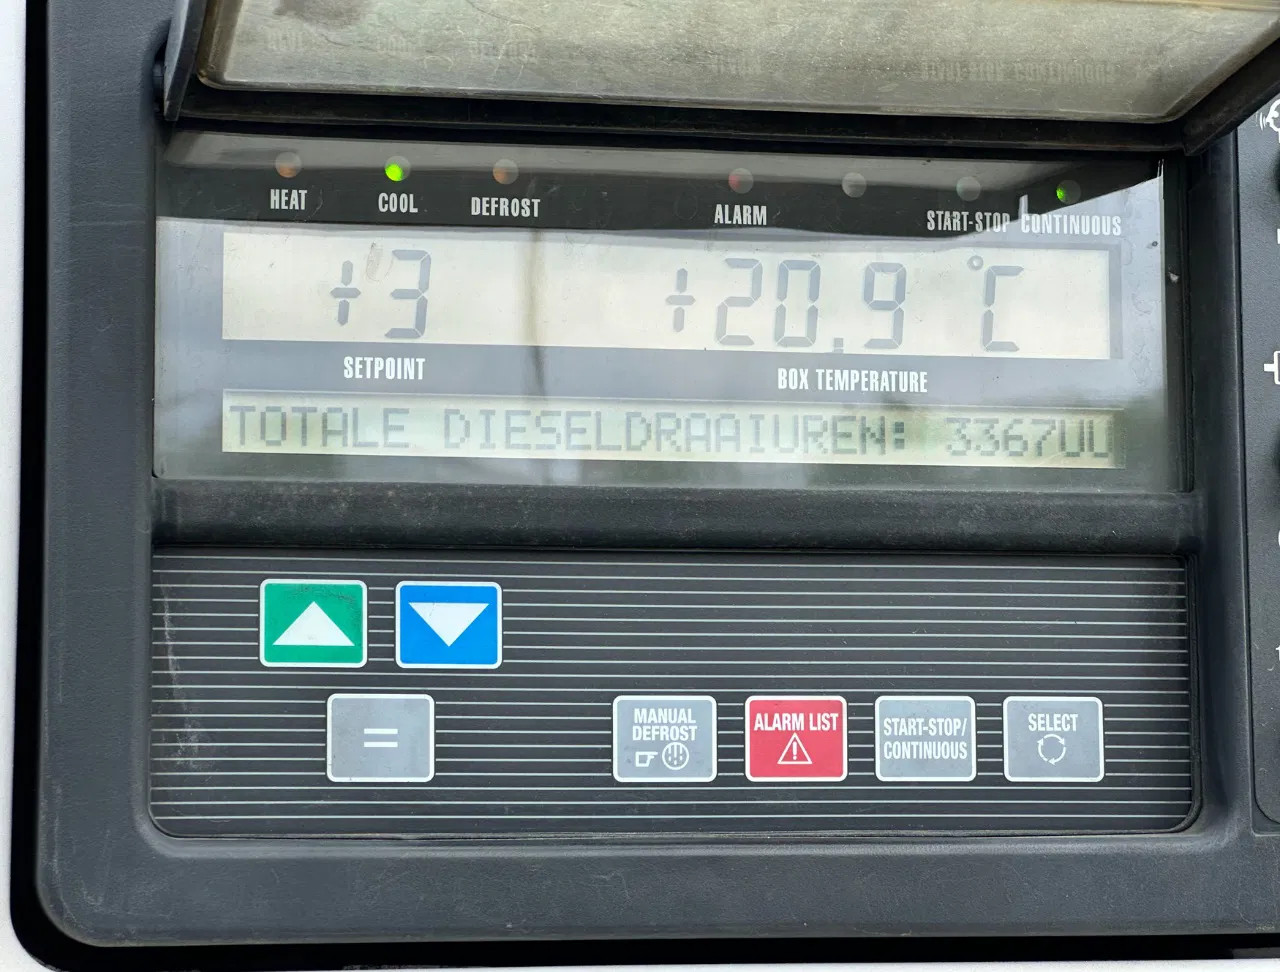 HEAT COOL DEFROST ALARM START-STOP CONTINUOUS
+3 +20.9 °C
SETPOINT BOX TEMPERATURE
TOTALE DIESELDRAAIUREN: 3367UU
MANUAL DEFROST
ALARM LIST
START-STOP/
CONTINUOUS
SELECT
=